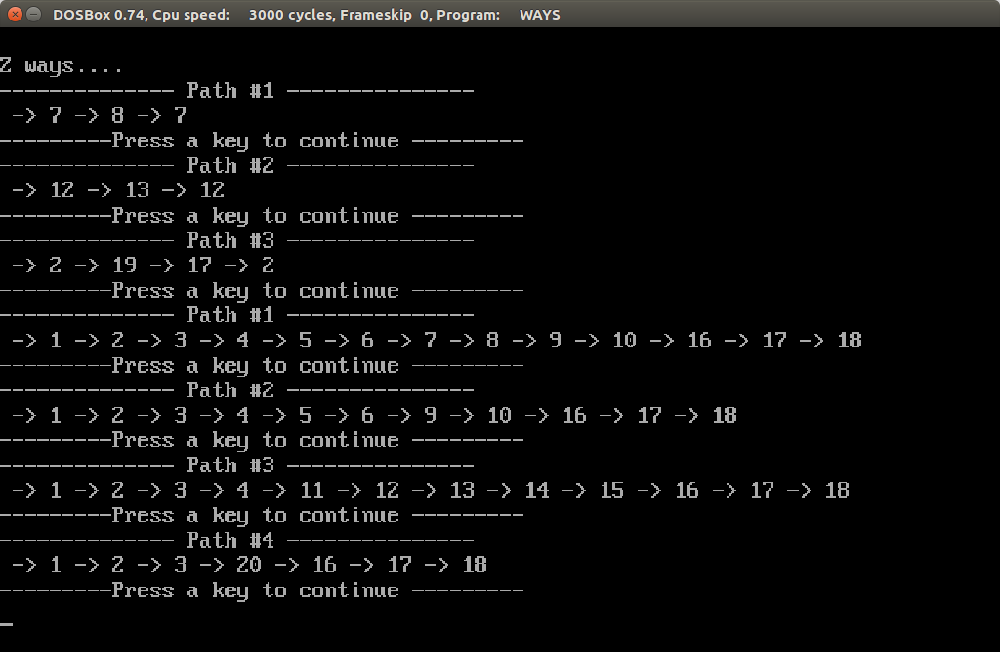 DOSBox 0.74, Cpu speed: 3000 cycles, Frameskip 0, Program: WAYS
Z ways....
-------------- Path #1 ---------------
-> 7 -> 8 -> 7
---------Press a key to continue ---------
-------------- Path #2 ---------------
-> 12 -> 13 -> 12
---------Press a key to continue ---------
-------------- Path #3 ---------------
-> 2 -> 19 -> 17 -> 2
---------Press a key to continue ---------
-------------- Path #1 ---------------
-> 1 -> 2 -> 3 -> 4 -> 5 -> 6 -> 7 -> 8 -> 9 -> 10 -> 16 -> 17 -> 18
---------Press a key to continue ---------
-------------- Path #2 ---------------
-> 1 -> 2 -> 3 -> 4 -> 5 -> 6 -> 9 -> 10 -> 16 -> 17 -> 18
---------Press a key to continue ---------
-------------- Path #3 ---------------
-> 1 -> 2 -> 3 -> 4 -> 11 -> 12 -> 13 -> 14 -> 15 -> 16 -> 17 -> 18
---------Press a key to continue ---------
-------------- Path #4 ---------------
-> 1 -> 2 -> 3 -> 20 -> 16 -> 17 -> 18
---------Press a key to continue ---------
_